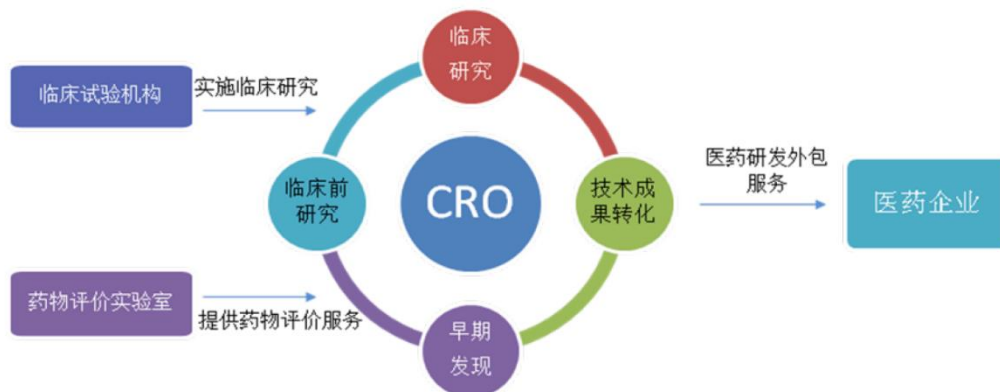 临床试验机构
实施临床研究
药物评价实验室
提供药物评价服务
临床
研究
临床前
研究
CRO
技术成
果转化
早期
发现
医药研发外包
服务
医药企业